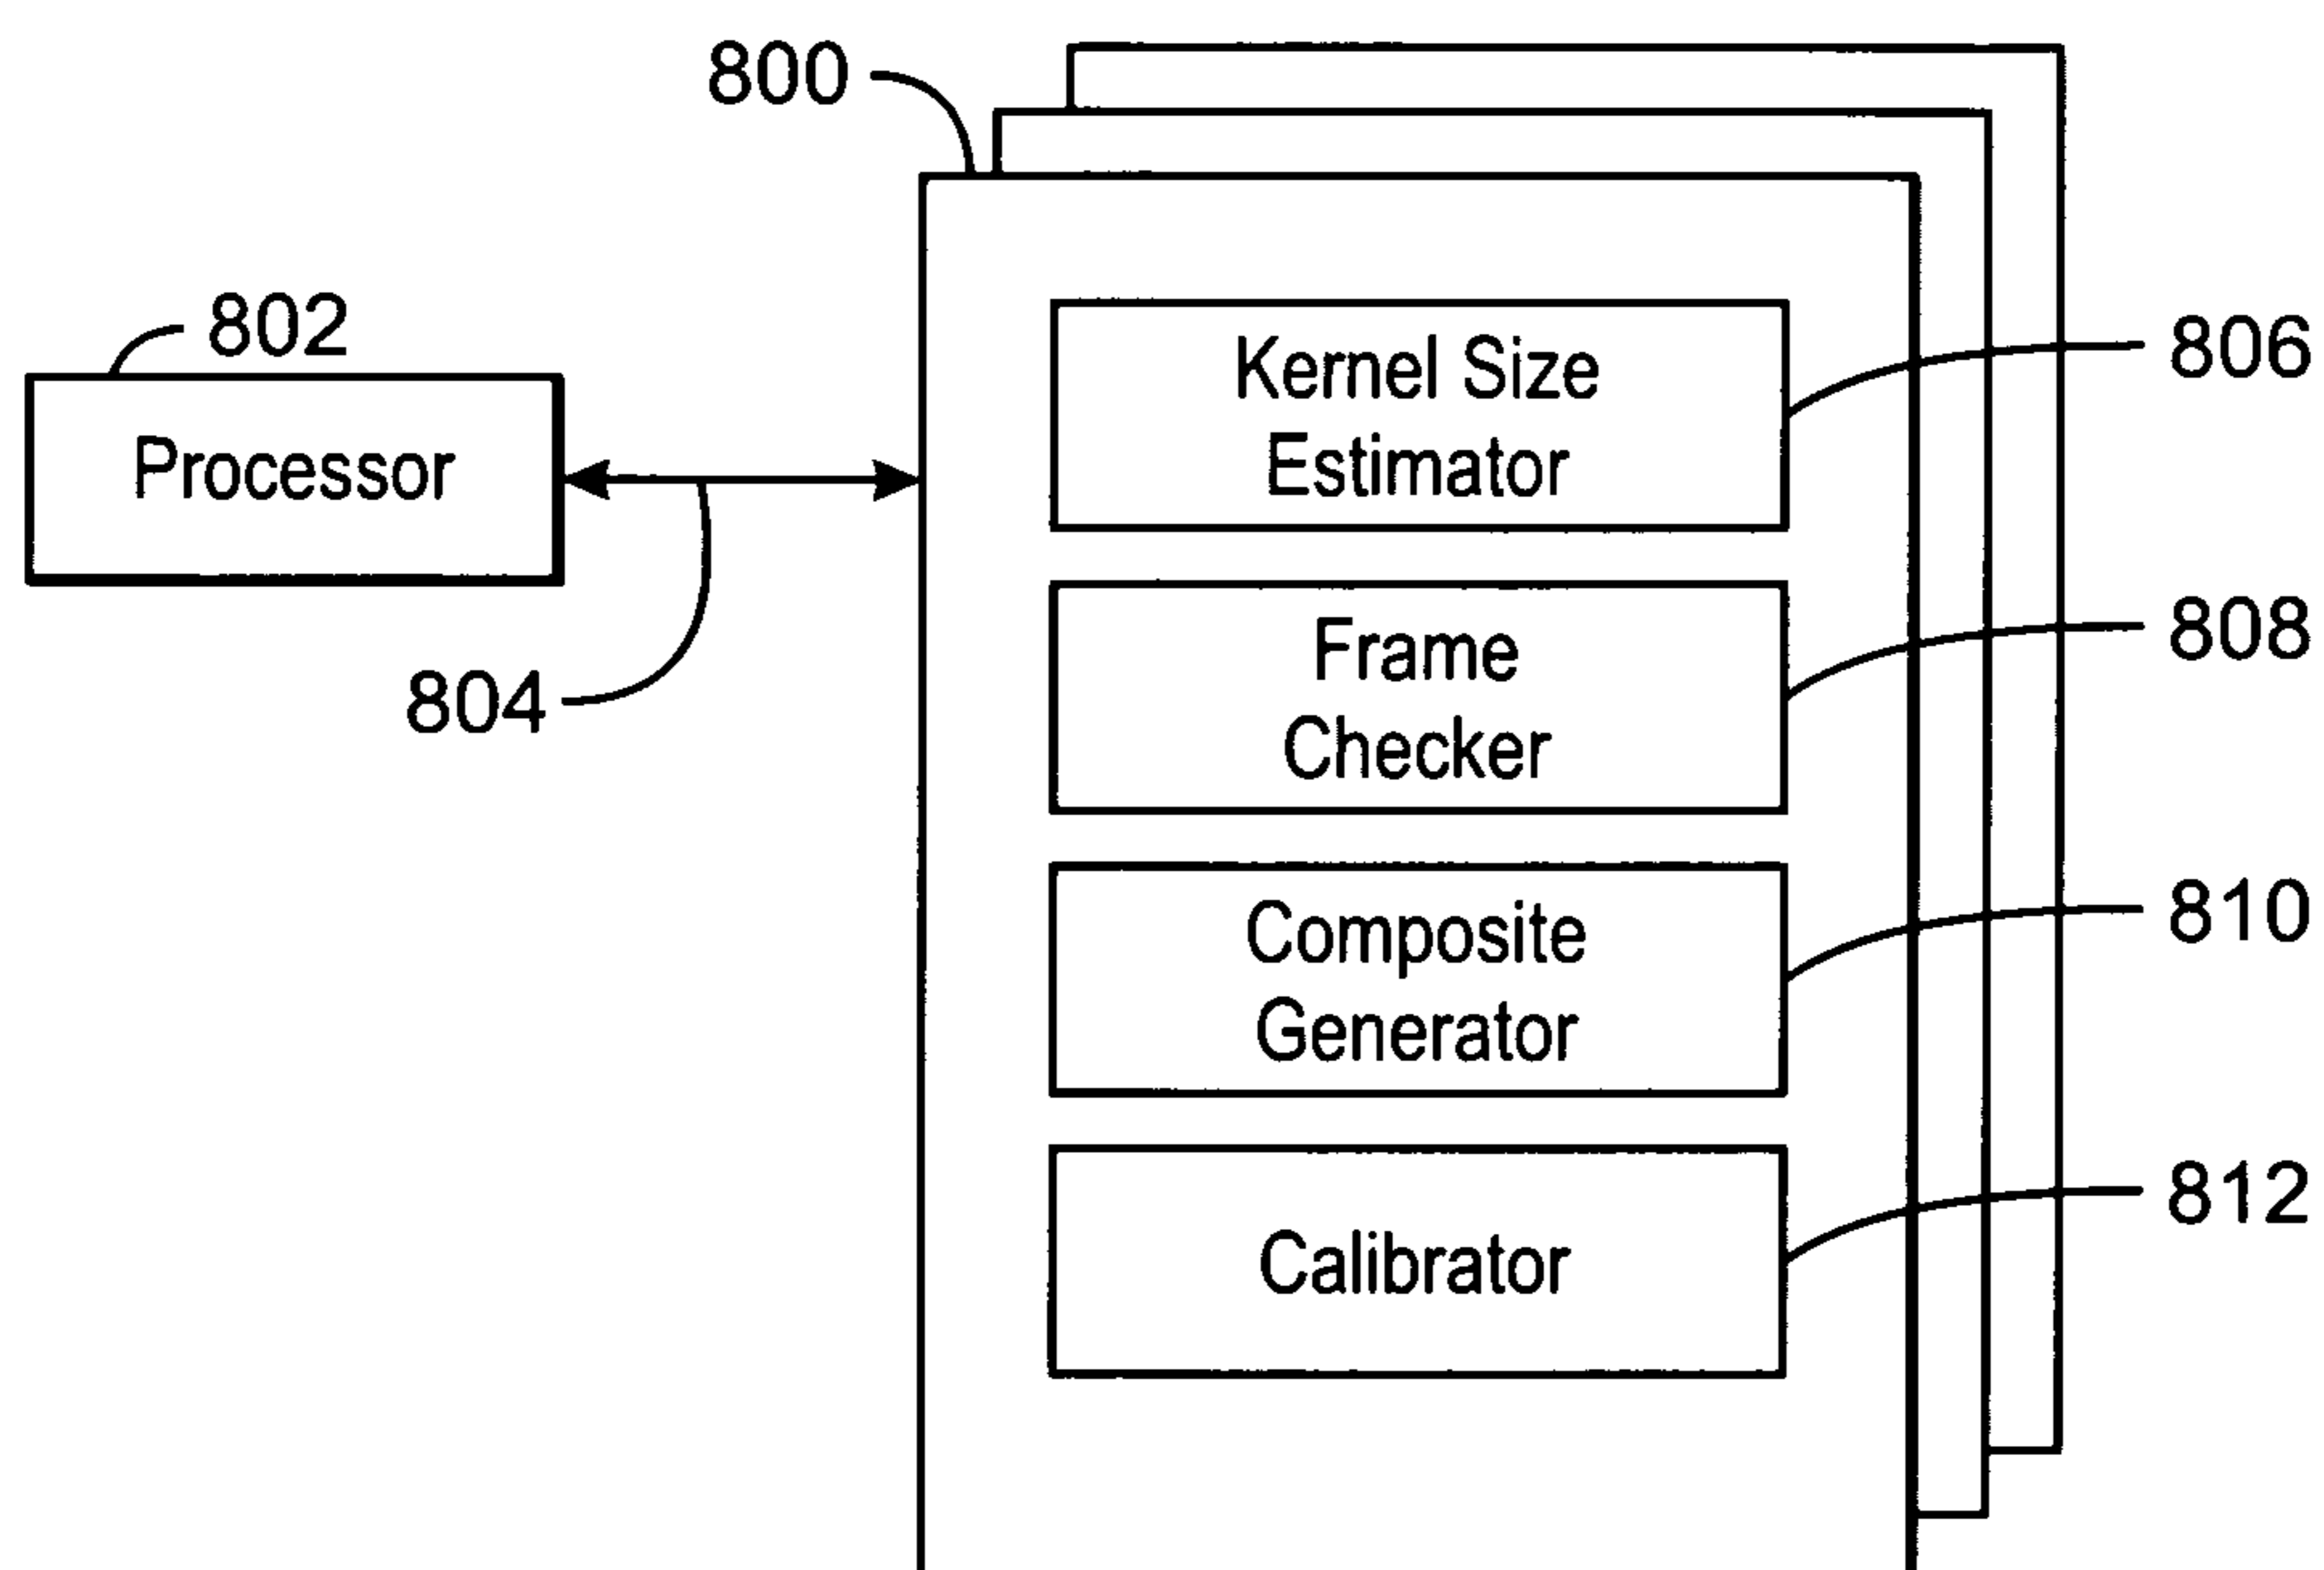 800
802
Processor
804
Kernel Size
Estimator
806
Frame
Checker
808
Composite
Generator
810
Calibrator
812